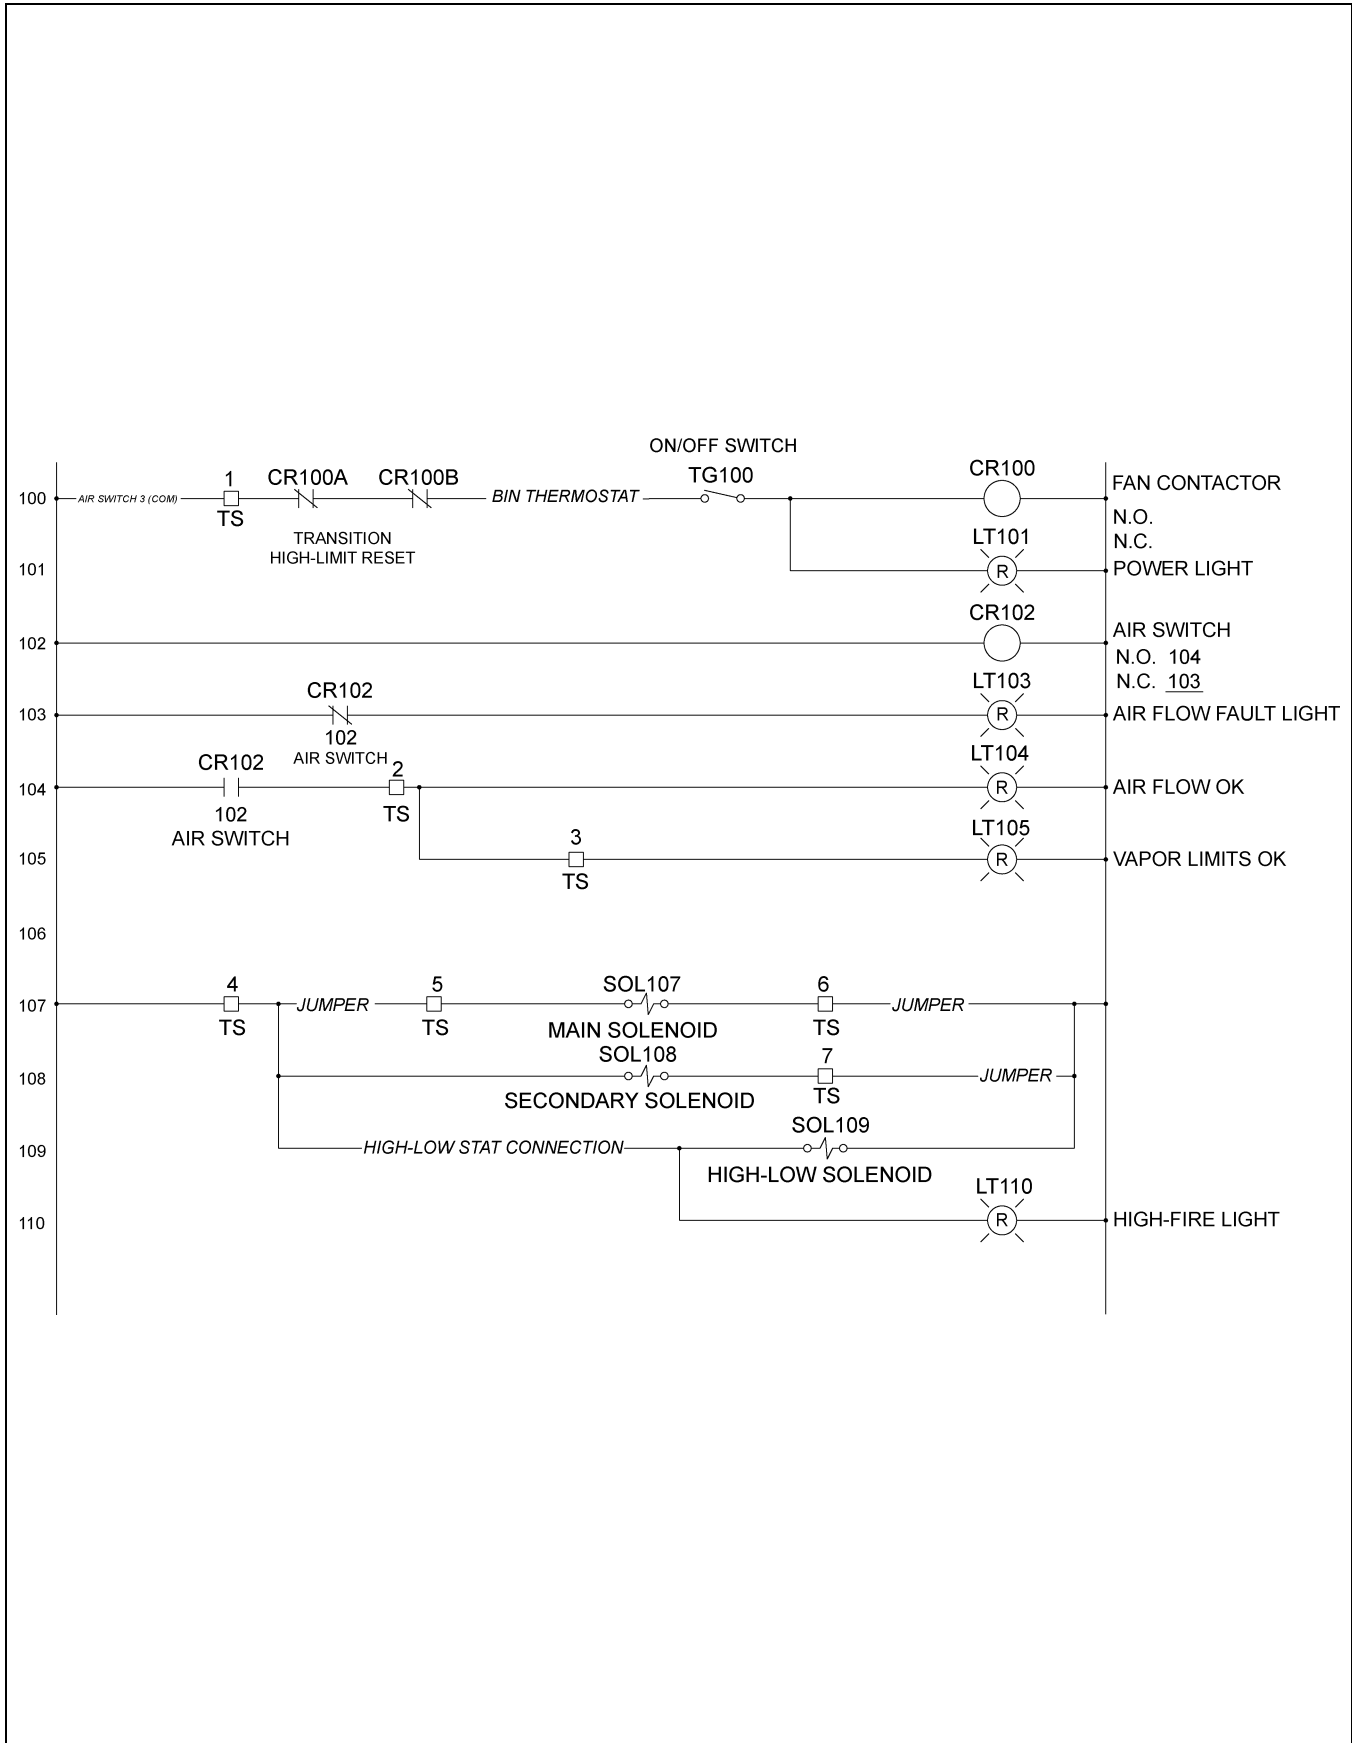 ON/OFF SWITCH
1 CR100A CR100B TG100 CR100
100 AIR SWITCH 3 (COM) BIN THERMOSTAT FAN CONTACTOR
TS
TRANSITION
HIGH-LIMIT RESET
N.O.
N.C.
LT101
101 R POWER LIGHT
CR102
102 AIR SWITCH
N.O. 104
N.C. 103
CR102 LT103
103 R AIR FLOW FAULT LIGHT
102
AIR SWITCH
CR102 2 LT104
104 R AIR FLOW OK
102 TS
AIR SWITCH
3 LT105
105 R VAPOR LIMITS OK
TS
106
4 5 SOL107 6
107 JUMPER JUMPER
TS TS MAIN SOLENOID TS
SOL108 7
108 JUMPER
SECONDARY SOLENOID TS
SOL109
109 HIGH-LOW STAT CONNECTION
HIGH-LOW SOLENOID
LT110
110 R HIGH-FIRE LIGHT